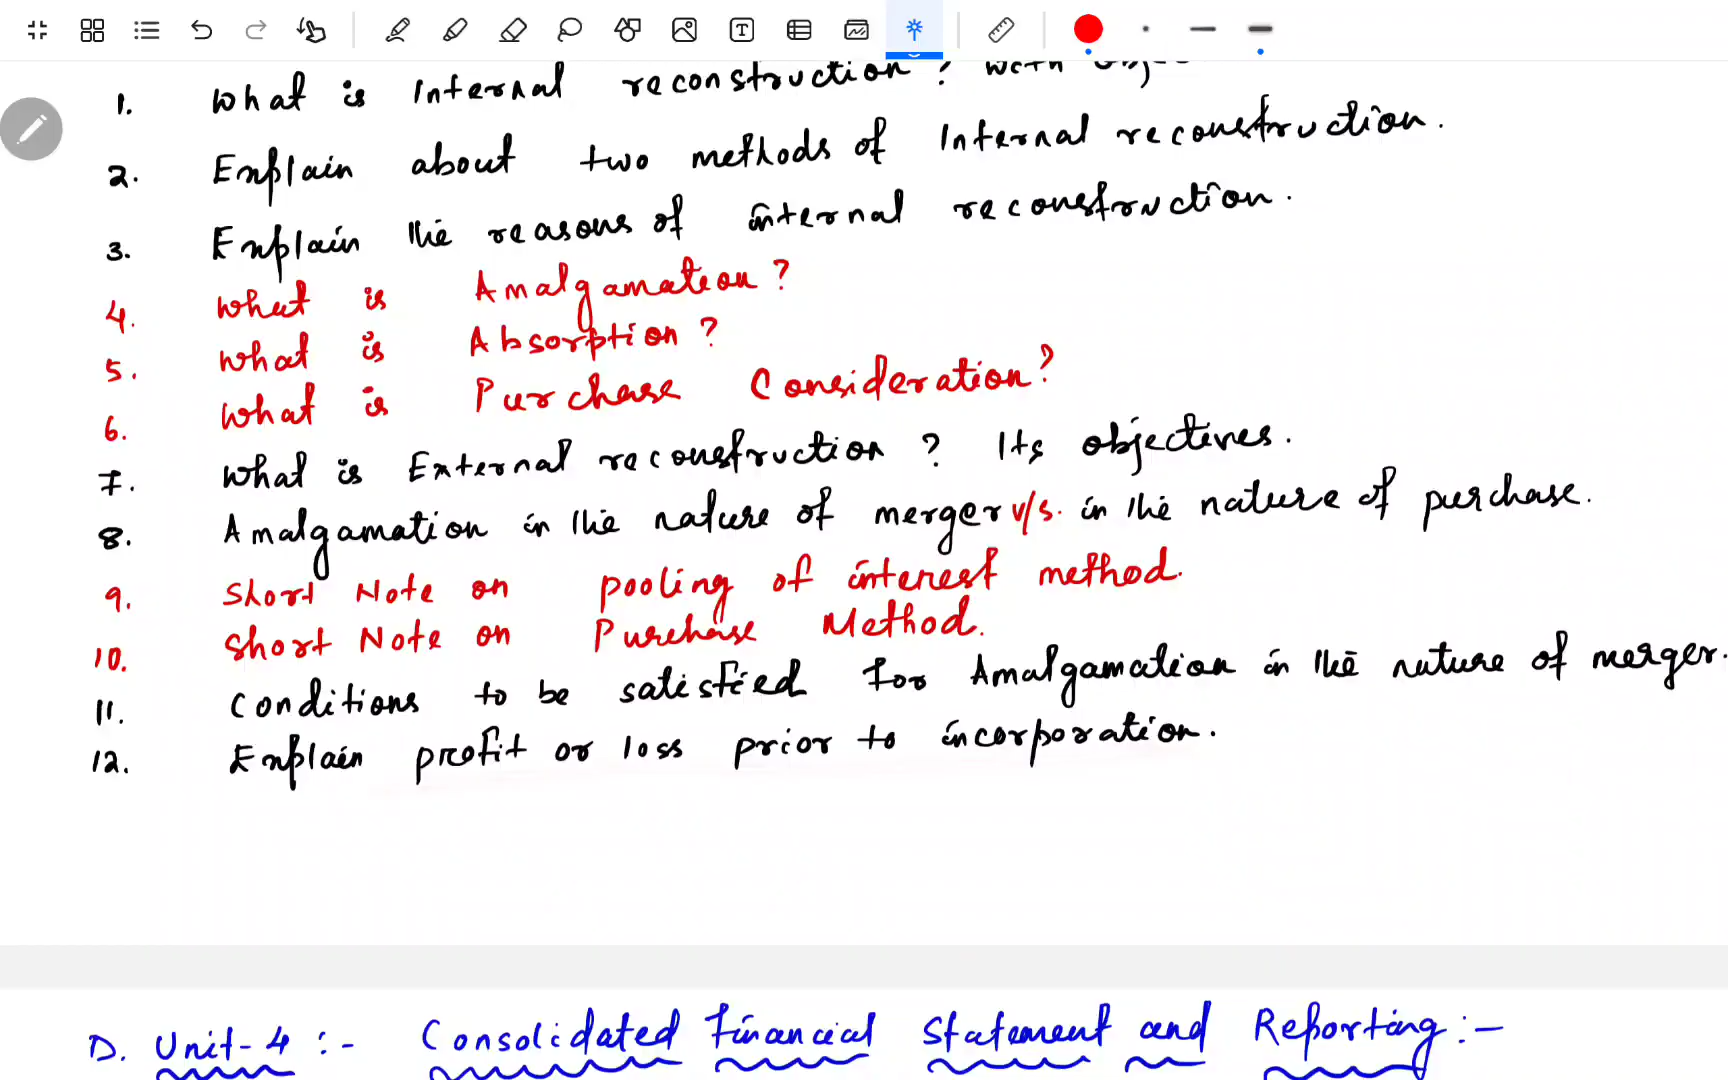 1. What is Internal reconstruction? With
2. Explain about two methods of Internal reconstruction.
3. Explain the reasons of internal reconstruction.
4. What is Amalgamation?
5. What is Absorption?
6. What is Purchase Consideration?
7. What is External reconstruction? Its objectives.
8. Amalgamation in the nature of merger v/s. in the nature of purchase.
9. Short Note on pooling of interest method.
10. Short Note on Purchase Method.
11. Conditions to be satisfied for Amalgamation in the nature of merger.
12. Explain profit or loss prior to incorporation.
D. Unit-4 :- Consolidated Financial Statement and Reporting :-